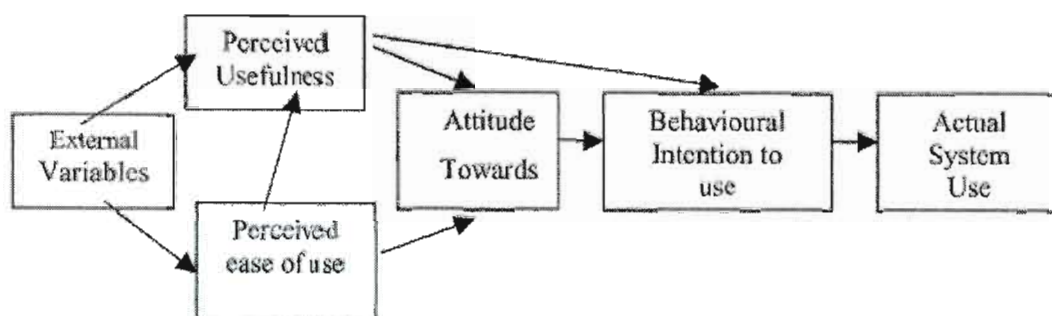 Perceived
Usefulness
External
Variables
Perceived
ease of use
Attitude
Towards
Behavioural
Intention to
use
Actual
System
Use